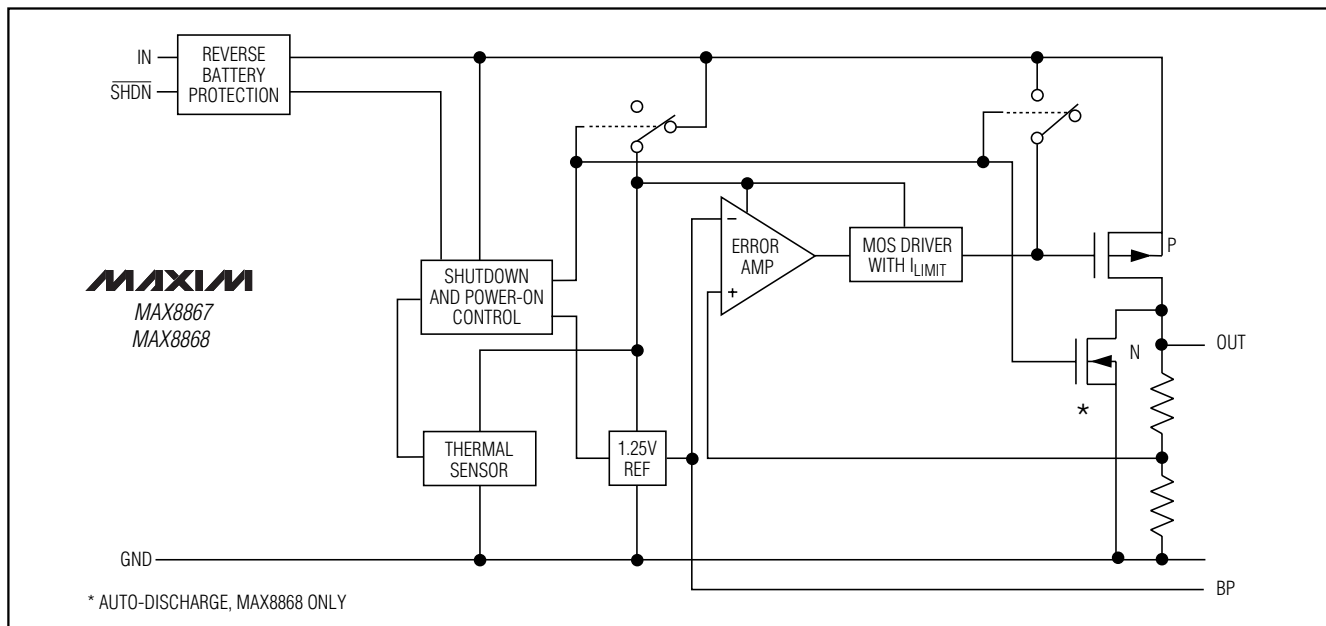 IN
REVERSE
BATTERY
PROTECTION
SHDN
P
ERROR
AMP
−
+
MOS DRIVER
WITH ILIMIT
SHUTDOWN
AND POWER-ON
CONTROL
MAXIM
MAX8867
MAX8868
N
OUT
*
THERMAL
SENSOR
1.25V
REF
GND
BP
* AUTO-DISCHARGE, MAX8868 ONLY